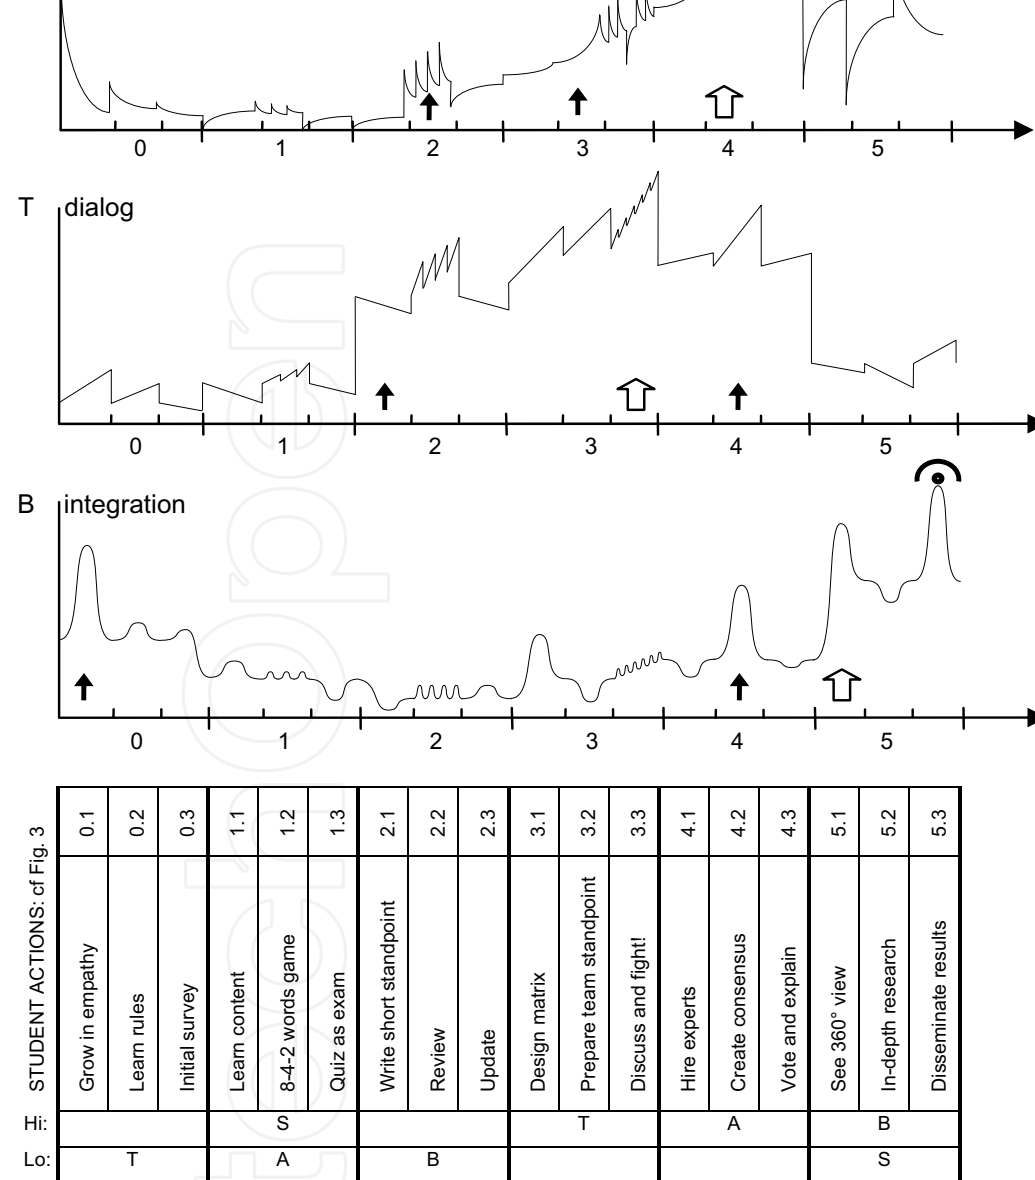 0 1 2 3 4 5
T dialog
0 1 2 3 4 5
B integration
0 1 2 3 4 5
STUDENT ACTIONS: cf Fig. 3
0.1 0.2 0.3 1.1 1.2 1.3 2.1 2.2 2.3 3.1 3.2 3.3 4.1 4.2 4.3 5.1 5.2 5.3
Grow in empathy
Learn rules
Initial survey
Learn content
8-4-2 words game
Quiz as exam
Write short standpoint
Review
Update
Design matrix
Prepare team standpoint
Discuss and fight!
Hire experts
Create consensus
Vote and explain
See 360° view
In-depth research
Disseminate results
Hi: S T A B
Lo: T A B S